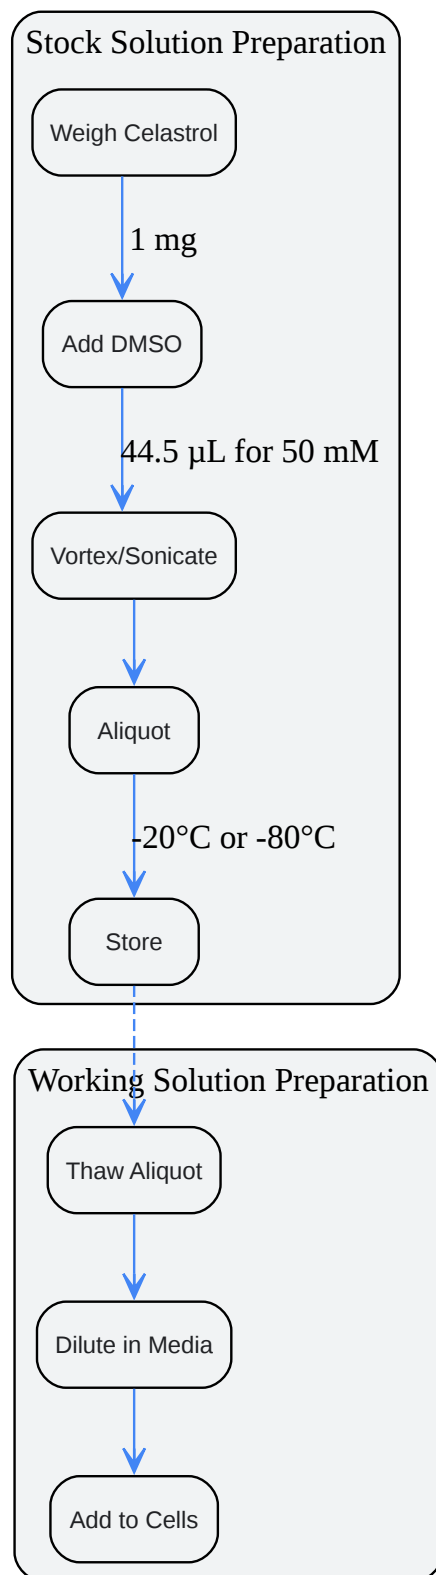 Stock Solution Preparation
Weigh Celastrol
1 mg
Add DMSO
44.5 µL for 50 mM
Vortex/Sonicate
Aliquot
-20°C or -80°C
Store
Working Solution Preparation
Thaw Aliquot
Dilute in Media
Add to Cells